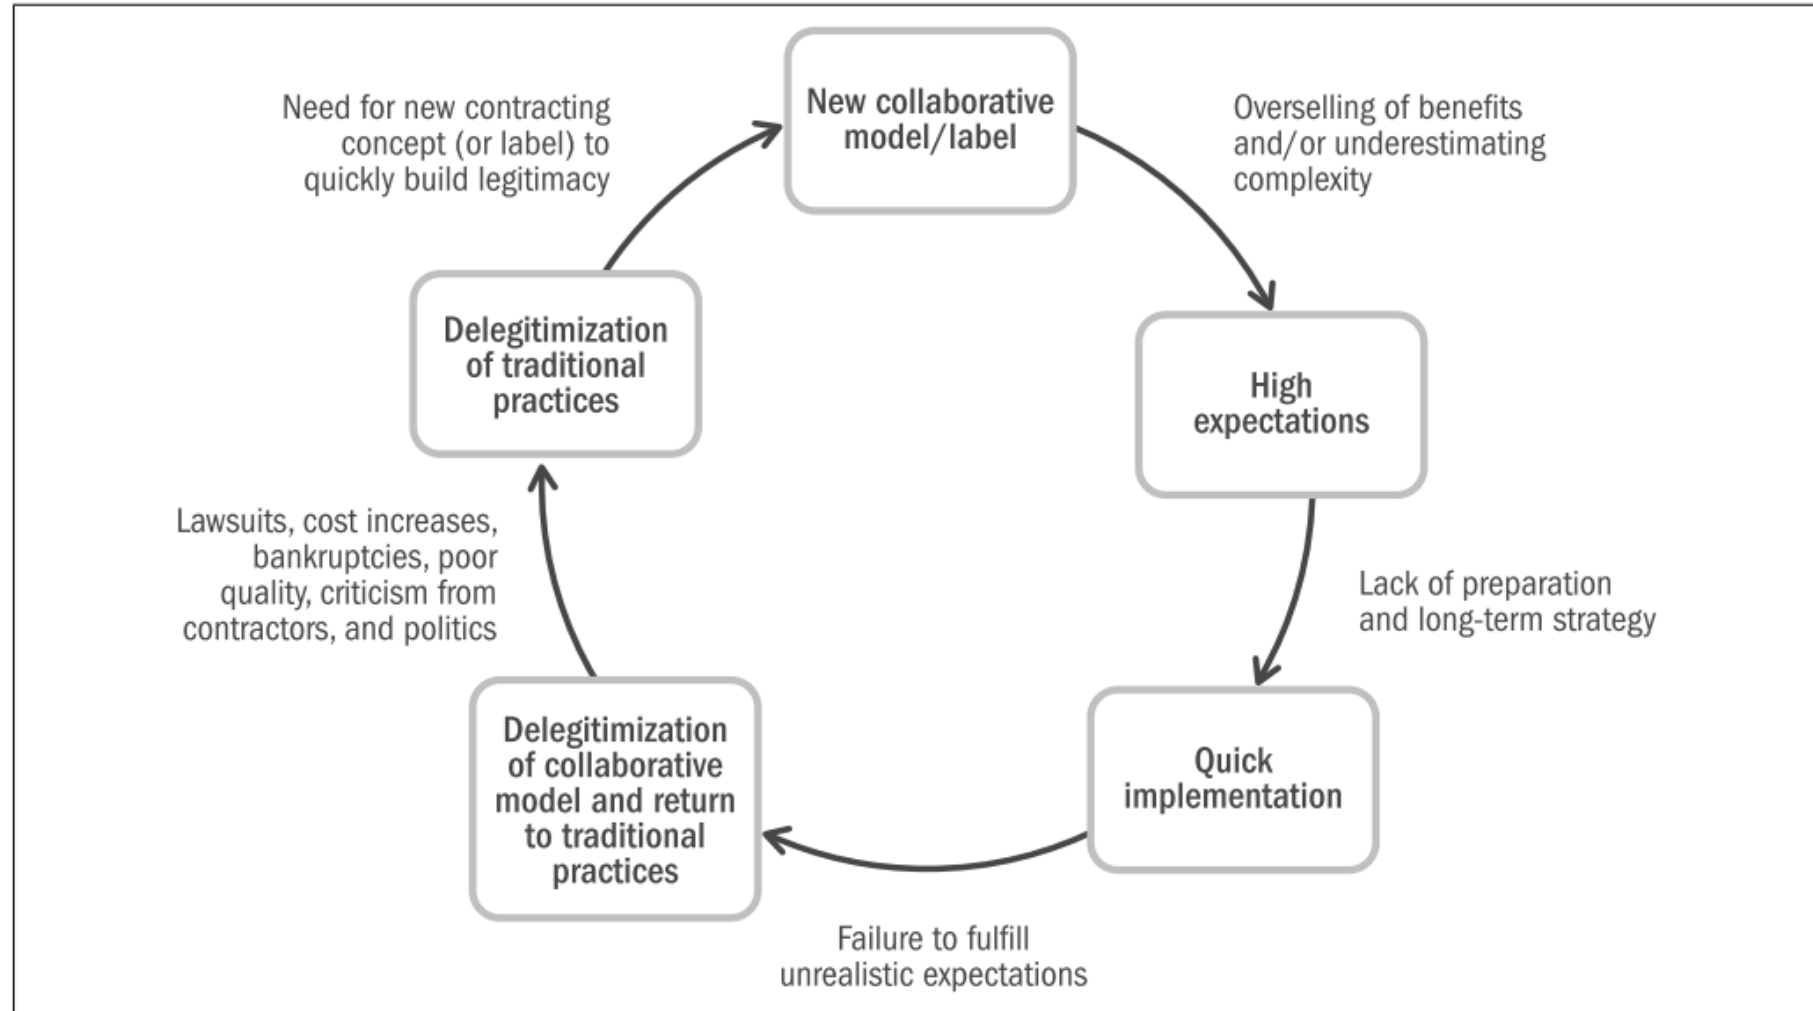 New collaborative
model/label
Overselling of benefits
and/or underestimating
complexity
High
expectations
Lack of preparation
and long-term strategy
Quick
implementation
Failure to fulfill
unrealistic expectations
Delegitimization
of collaborative
model and return
to traditional
practices
Lawsuits, cost increases,
bankruptcies, poor
quality, criticism from
contractors, and politics
Delegitimization
of traditional
practices
Need for new contracting
concept (or label) to
quickly build legitimacy